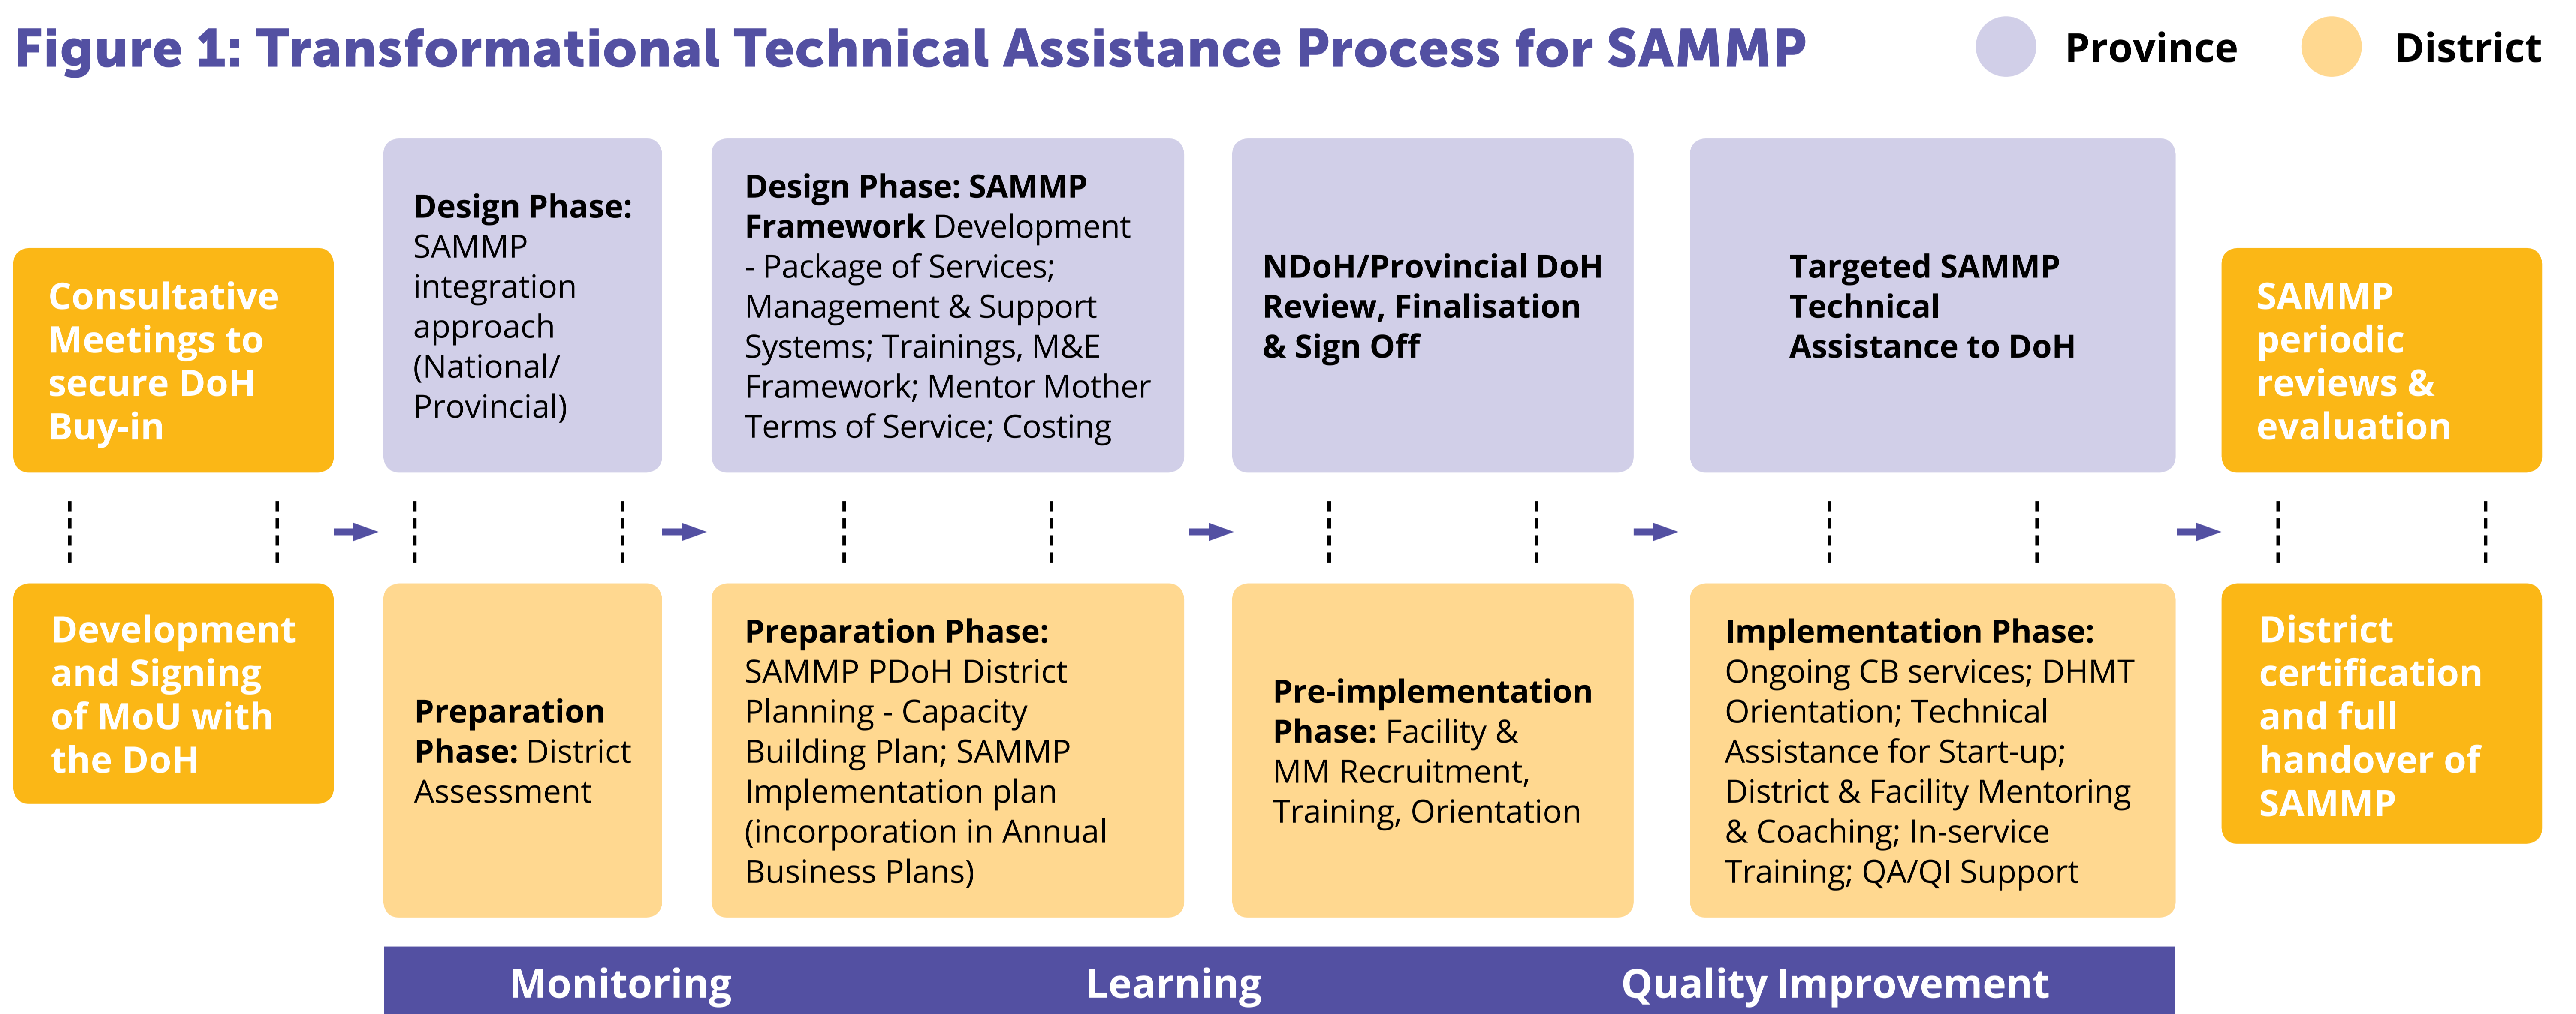 Figure 1: Transformational Technical Assistance Process for SAMMP
Province
District
Consultative
Meetings to
secure DoH
Buy-in
Development
and Signing
of MoU with
the DoH
Design Phase:
SAMMP
integration
approach
(National/
Provincial)
Preparation
Phase: District
Assessment
Design Phase: SAMMP
Framework Development
- Package of Services;
Management & Support
Systems; Trainings, M&E
Framework; Mentor Mother
Terms of Service; Costing
Preparation Phase:
SAMMP PDoH District
Planning - Capacity
Building Plan; SAMMP
Implementation plan
(incorporation in Annual
Business Plans)
NDoH/Provincial DoH
Review, Finalisation
& Sign Off
Pre-implementation
Phase: Facility &
MM Recruitment,
Training, Orientation
Targeted SAMMP
Technical
Assistance to DoH
Implementation Phase:
Ongoing CB services; DHMT
Orientation; Technical
Assistance for Start-up;
District & Facility Mentoring
& Coaching; In-service
Training; QA/QI Support
SAMMP
periodic
reviews &
evaluation
District
certification
and full
handover of
SAMMP
Monitoring
Learning
Quality Improvement